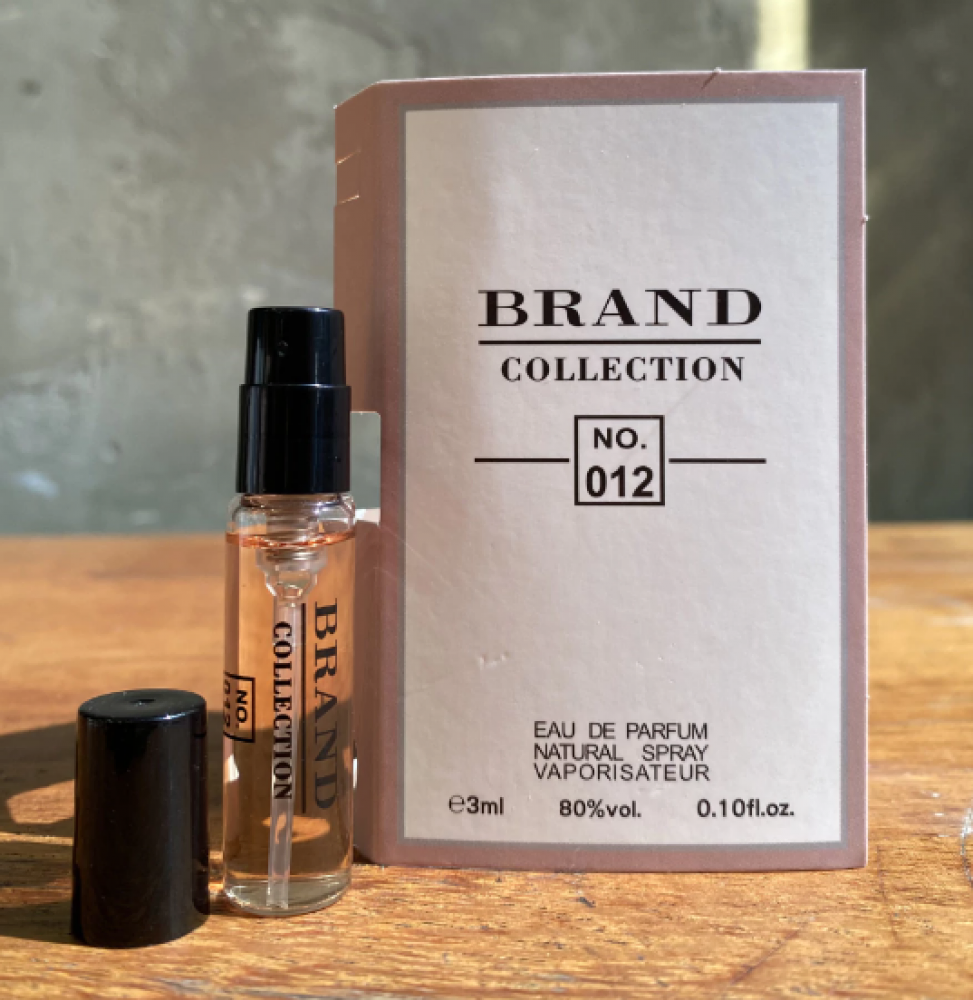 BRAND
COLLECTION
NO.
012
EAU DE PARFUM
NATURAL SPRAY
VAPORISATEUR
℮3ml 80%vol. 0.10fl.oz.
BRAND
COLLECTION
NO.
012